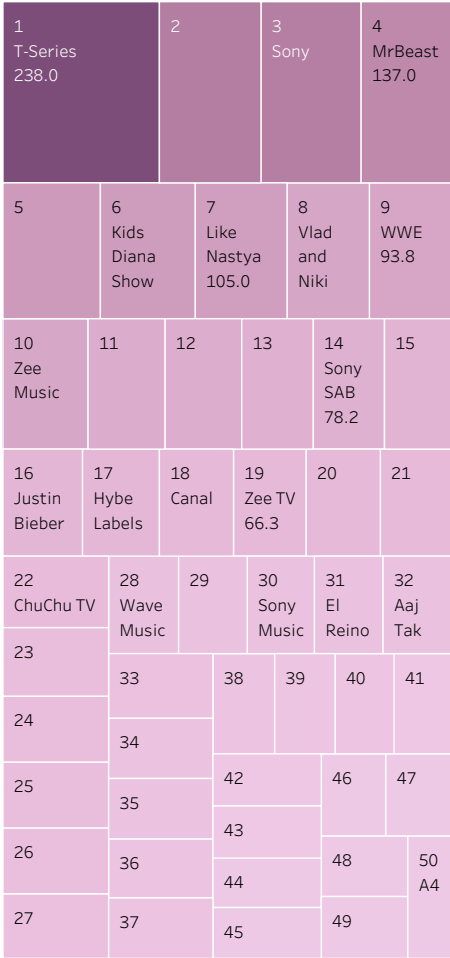 1
T-Series
238.0
2
3
Sony
4
MrBeast
137.0
5
6
Kids
Diana
Show
7
Like
Nastya
105.0
8
Vlad
and
Niki
9
WWE
93.8
10
Zee
Music
11
12
13
14
Sony
SAB
78.2
15
16
Justin
Bieber
17
Hybe
Labels
18
Canal
19
Zee TV
66.3
20
21
22
ChuChu TV
23
24
25
26
27
28
Wave
Music
29
30
Sony
Music
31
El
Reino
32
Aaj
Tak
33
34
35
36
37
38
39
40
41
42
43
44
45
46
47
48
49
50
A4